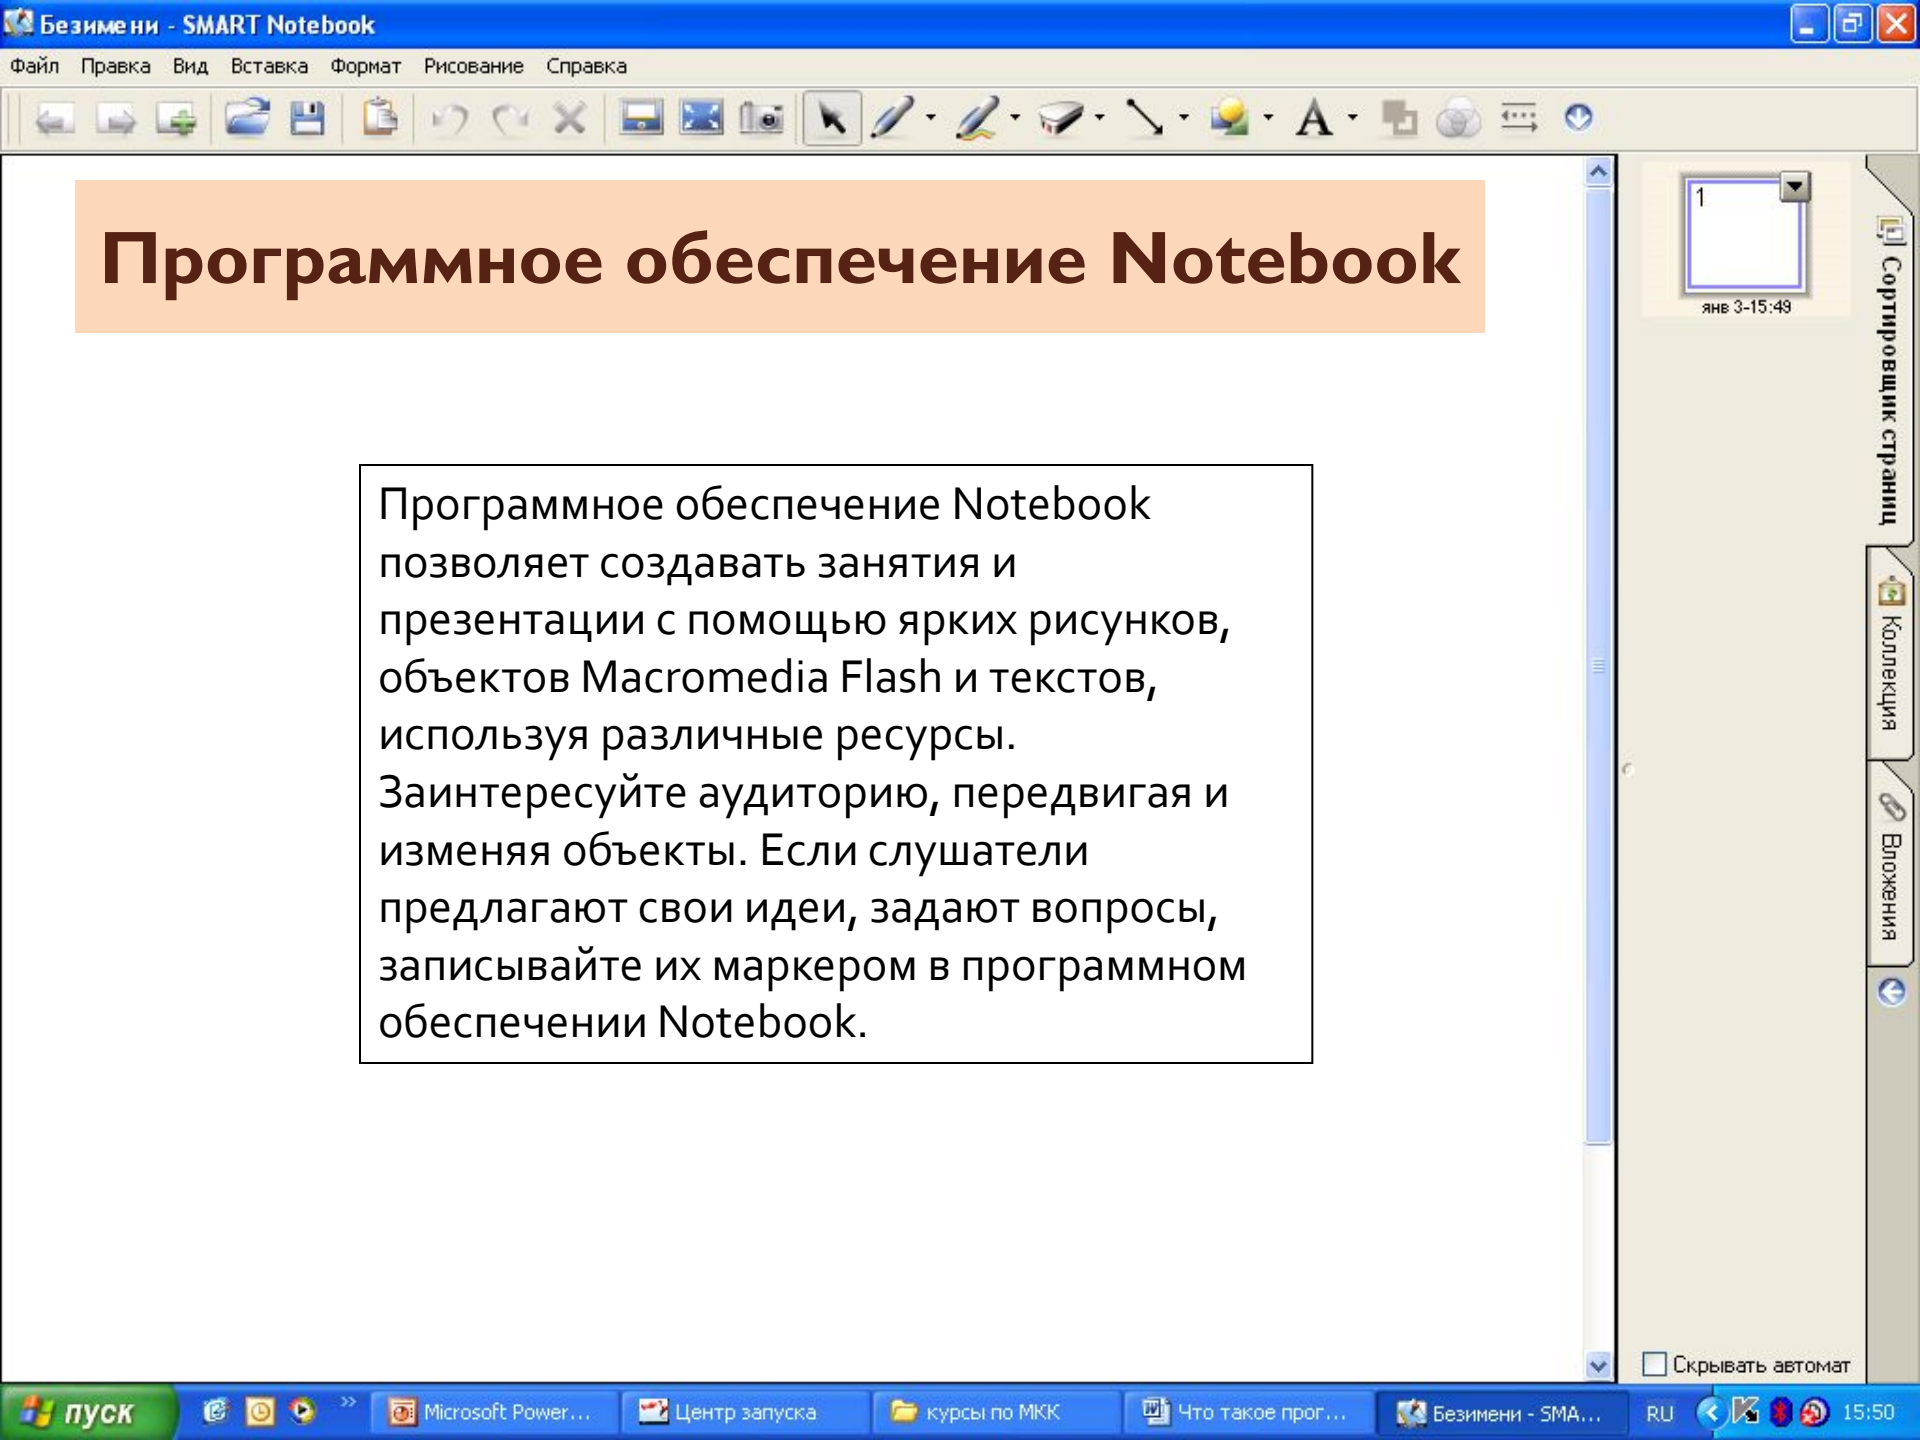 Безимени - SMART Notebook
Файл Правка Вид Вставка Формат Рисование Справка
A
Программное обеспечение Notebook
1
янв 3-15:49
Сортировщик страниц
Коллекция
Вложения
Программное обеспечение Notebook
позволяет создавать занятия и
презентации с помощью ярких рисунков,
объектов Macromedia Flash и текстов,
используя различные ресурсы.
Заинтересуйте аудиторию, передвигая и
изменяя объекты. Если слушатели
предлагают свои идеи, задают вопросы,
записывайте их маркером в программном
обеспечении Notebook.
Скрывать автомат
пуск » Microsoft Power... Центр запуска курсы по МКК Что такое прог... Безимени - SMA... RU 15:50